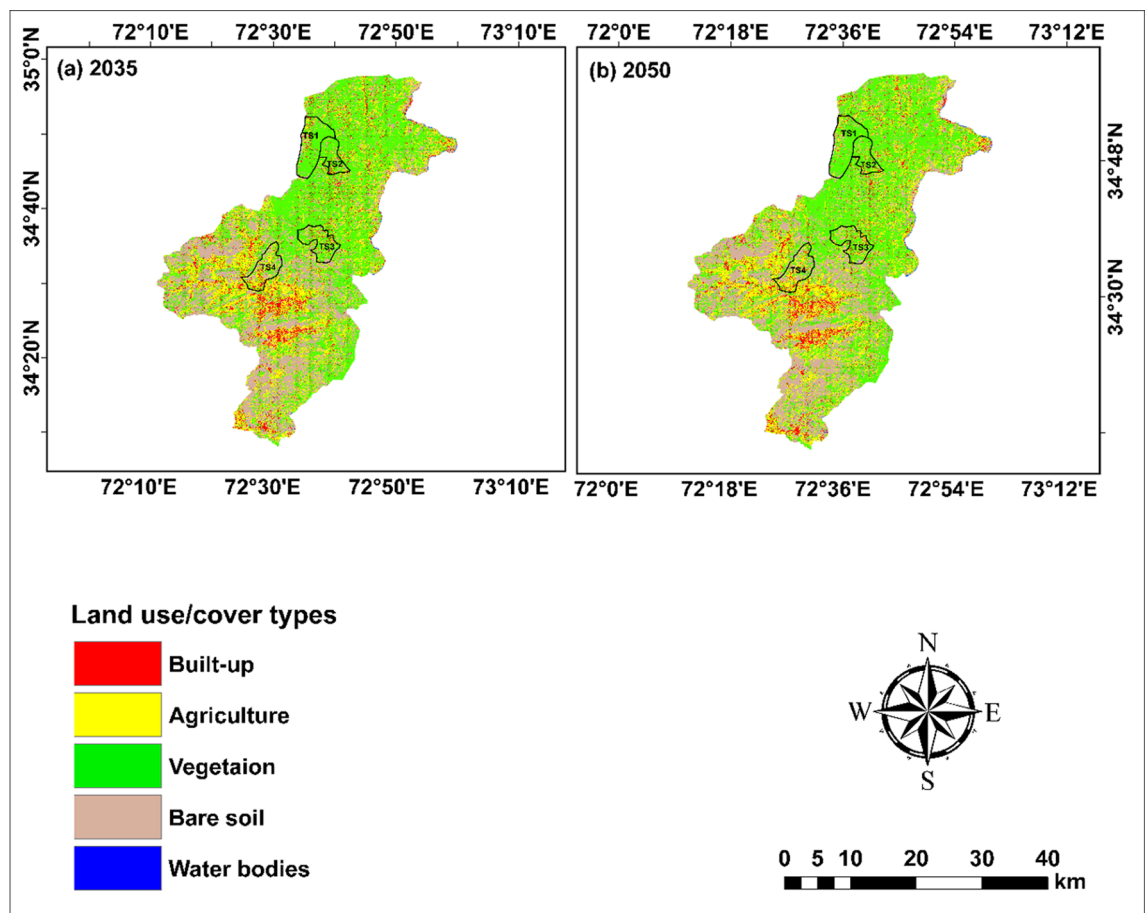 72°10'E 72°30'E 72°50'E 73°10'E
72°0'E 72°18'E 72°36'E 72°54'E 73°12'E
35°0'N
34°40'N
34°20'N
(a) 2035
TS1
TS2
TS3
TS4
(b) 2050
TS1
TS2
TS3
TS4
34°48'N
34°30'N
72°10'E 72°30'E 72°50'E 73°10'E
72°0'E 72°18'E 72°36'E 72°54'E 73°12'E
Land use/cover types
Built-up
Agriculture
Vegetaion
Bare soil
Water bodies
N
W E
S
0 5 10 20 30 40
km